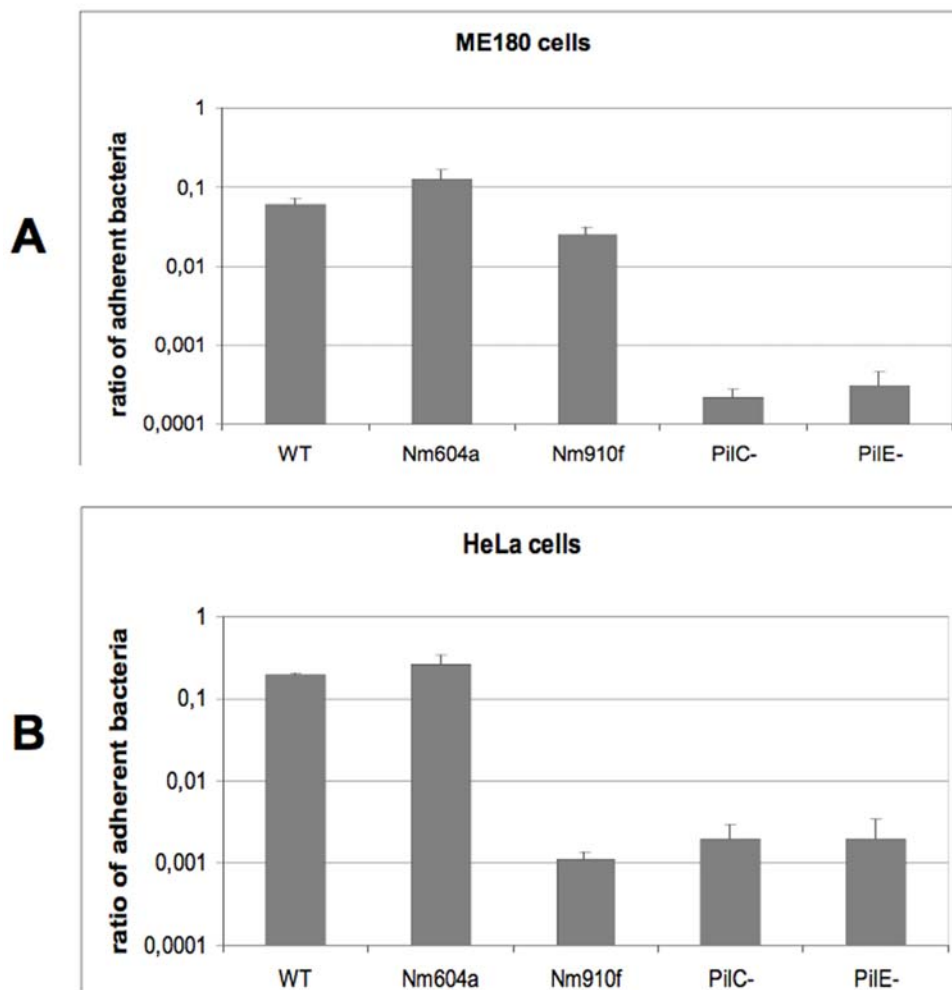 A
ME180 cells
ratio of adherent bacteria
1
0,1
0,01
0,001
0,0001
WT Nm604a Nm910f PilC- PilE-
B
HeLa cells
ratio of adherent bacteria
1
0,1
0,01
0,001
0,0001
WT Nm604a Nm910f PilC- PilE-